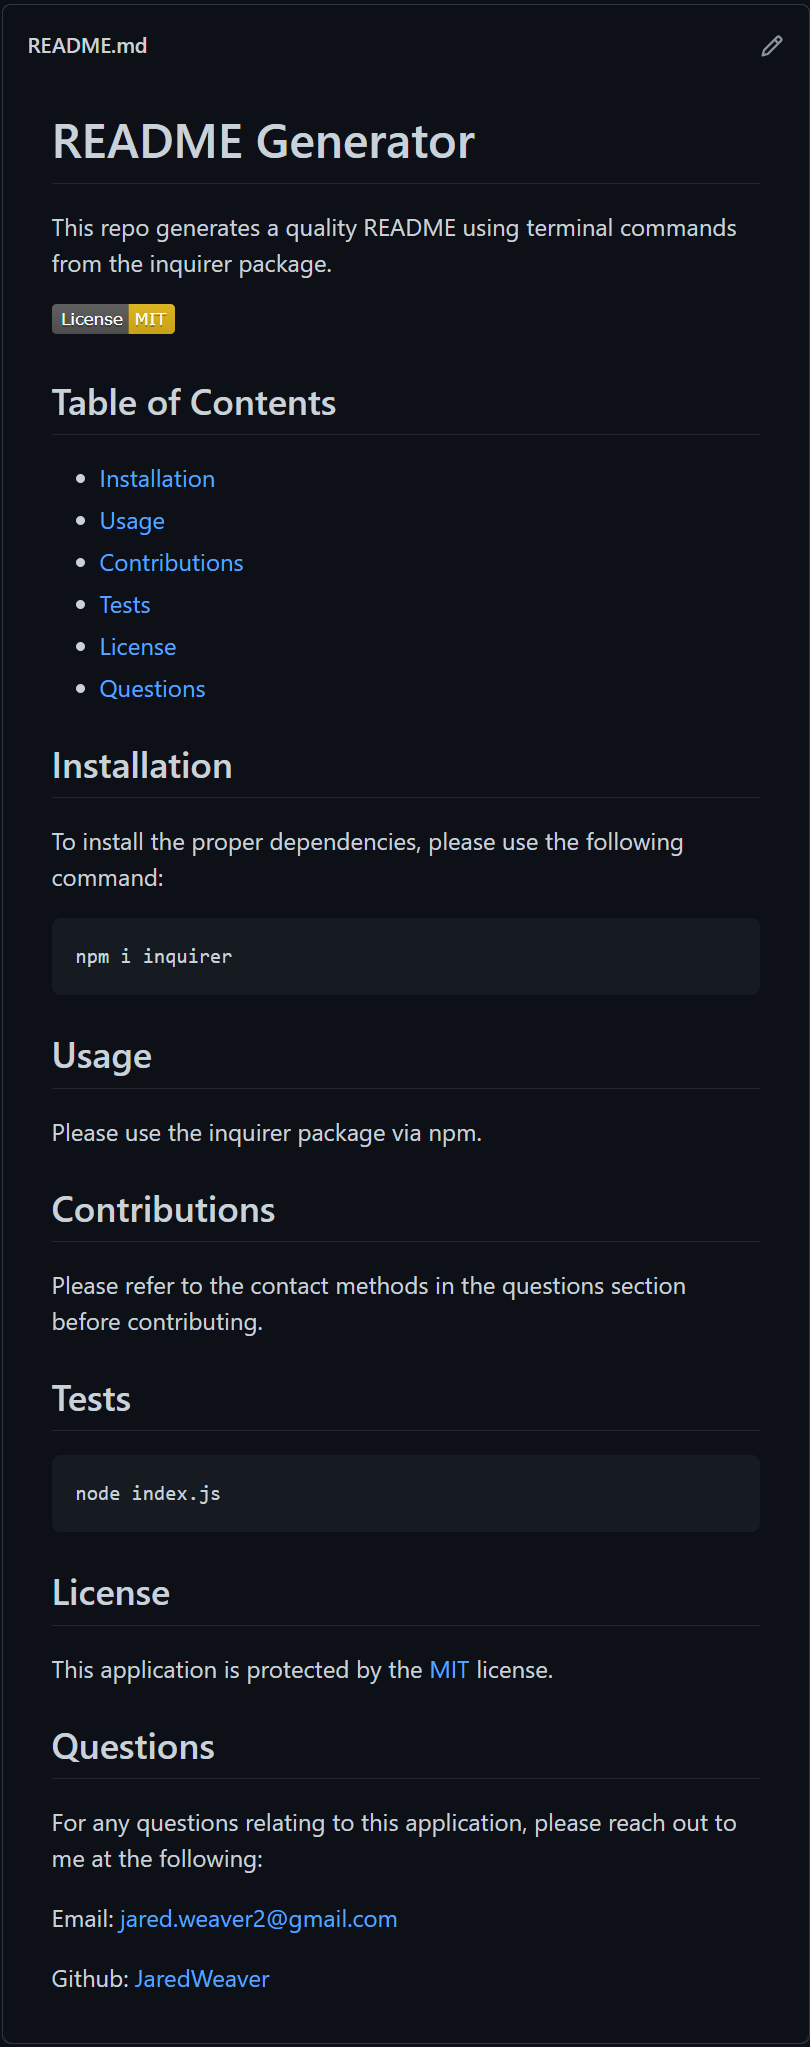 README.md
README Generator
This repo generates a quality README using terminal commands
from the inquirer package.
License MIT
Table of Contents
Installation
Usage
Contributions
Tests
License
Questions
Installation
To install the proper dependencies, please use the following
command:
npm i inquirer
Usage
Please use the inquirer package via npm.
Contributions
Please refer to the contact methods in the questions section
before contributing.
Tests
node index.js
License
This application is protected by the MIT license.
Questions
For any questions relating to this application, please reach out to
me at the following:
Email: jared.weaver2@gmail.com
Github: JaredWeaver